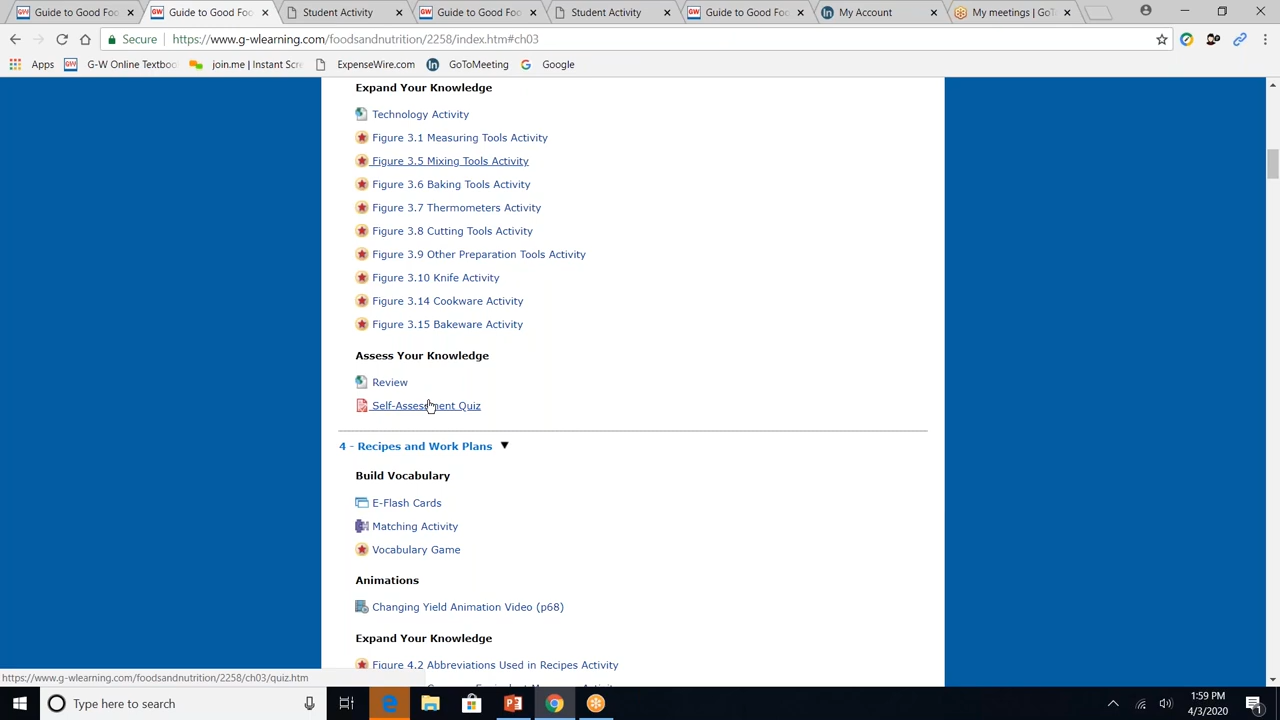 Guide to Good Foo
Guide to Good Foo
Student Activity
Guide to Good Foo
Student Activity
Guide to Good Foo
My Account
My meetings | GoTo
Secure
https://www.g-wlearning.com/foodsandnutrition/2258/index.htm#ch03
Apps
G-W Online Textboo
join.me | Instant Scre
ExpenseWire.com
GoToMeeting
Google
Expand Your Knowledge
Technology Activity
Figure 3.1 Measuring Tools Activity
Figure 3.5 Mixing Tools Activity
Figure 3.6 Baking Tools Activity
Figure 3.7 Thermometers Activity
Figure 3.8 Cutting Tools Activity
Figure 3.9 Other Preparation Tools Activity
Figure 3.10 Knife Activity
Figure 3.14 Cookware Activity
Figure 3.15 Bakeware Activity
Assess Your Knowledge
Review
Self-Assessment Quiz
4 - Recipes and Work Plans
Build Vocabulary
E-Flash Cards
Matching Activity
Vocabulary Game
Animations
Changing Yield Animation Video (p68)
Expand Your Knowledge
Figure 4.2 Abbreviations Used in Recipes Activity
https://www.g-wlearning.com/foodsandnutrition/2258/ch03/quiz.htm
Type here to search
1:59 PM
4/3/2020